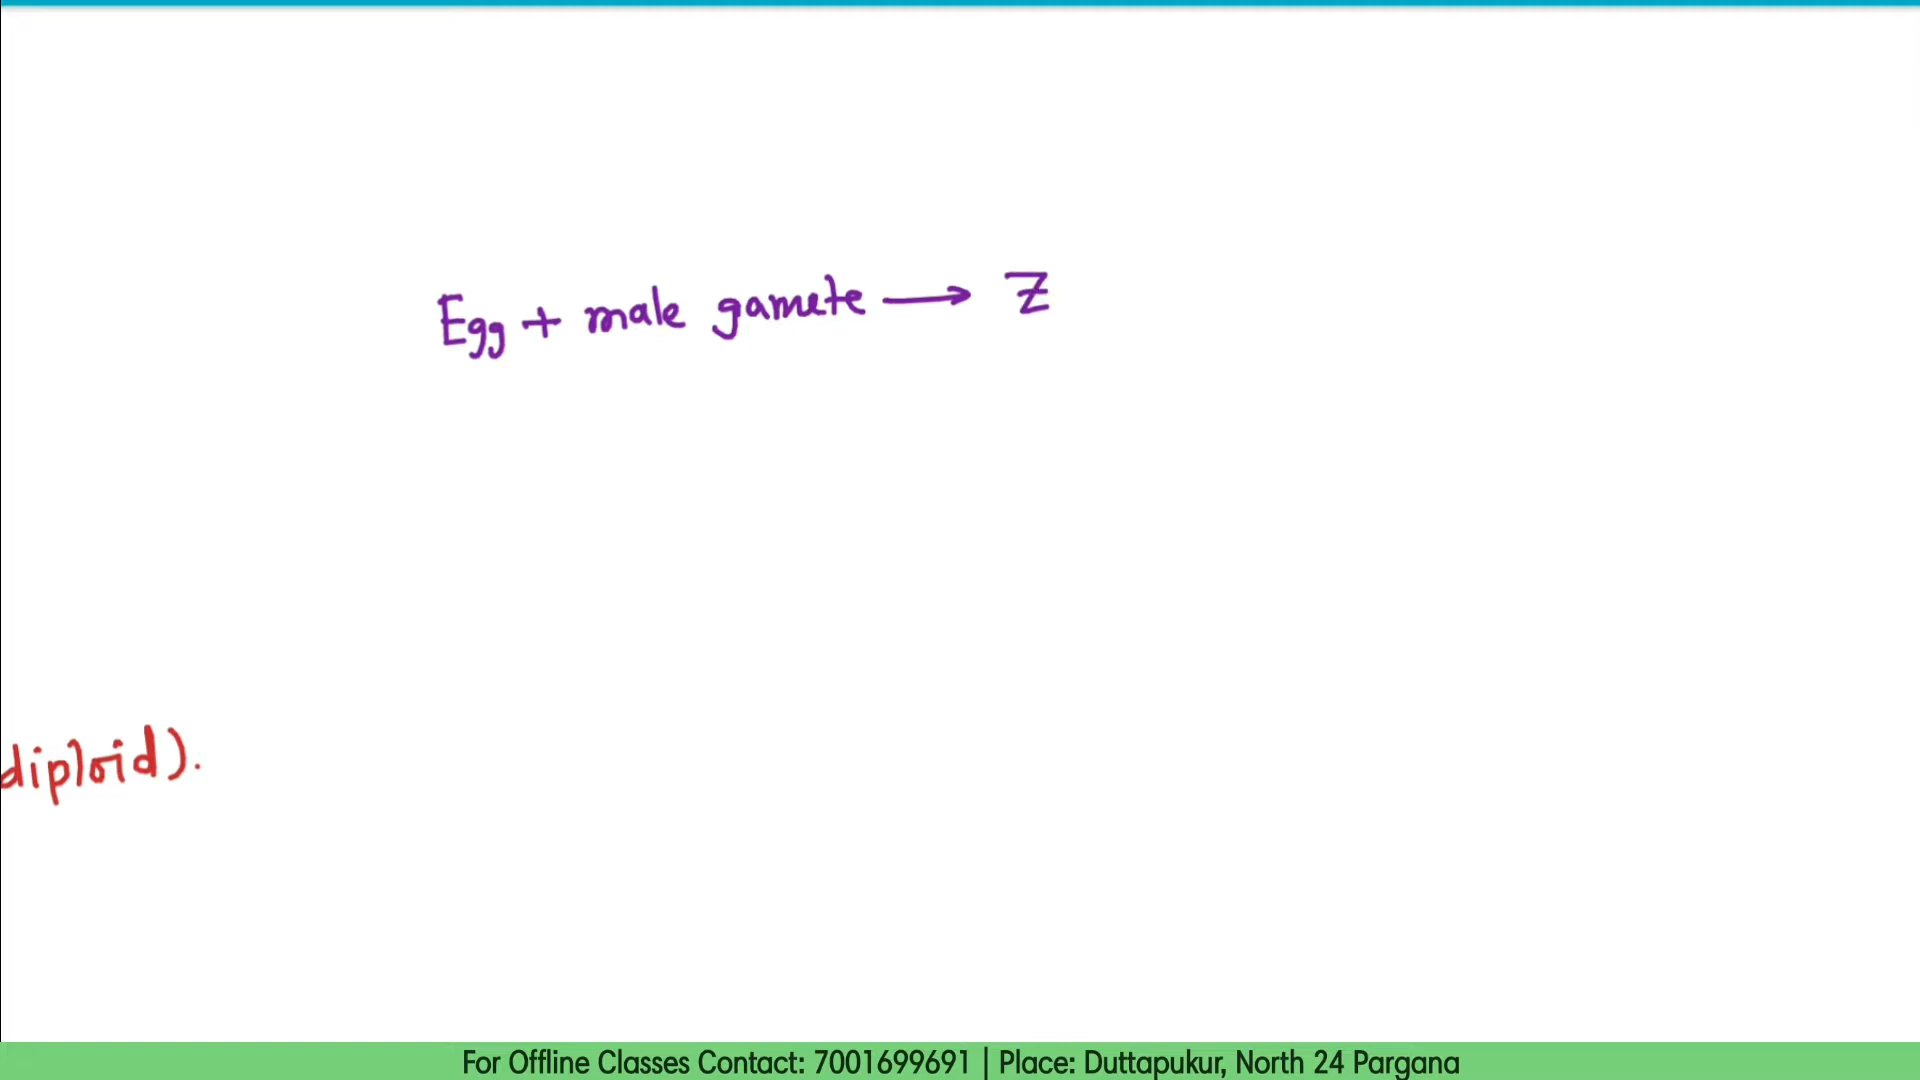 Egg + male gamete → Z
diploid).
For Offline Classes Contact: 7001699691 | Place: Duttapukur, North 24 Pargana